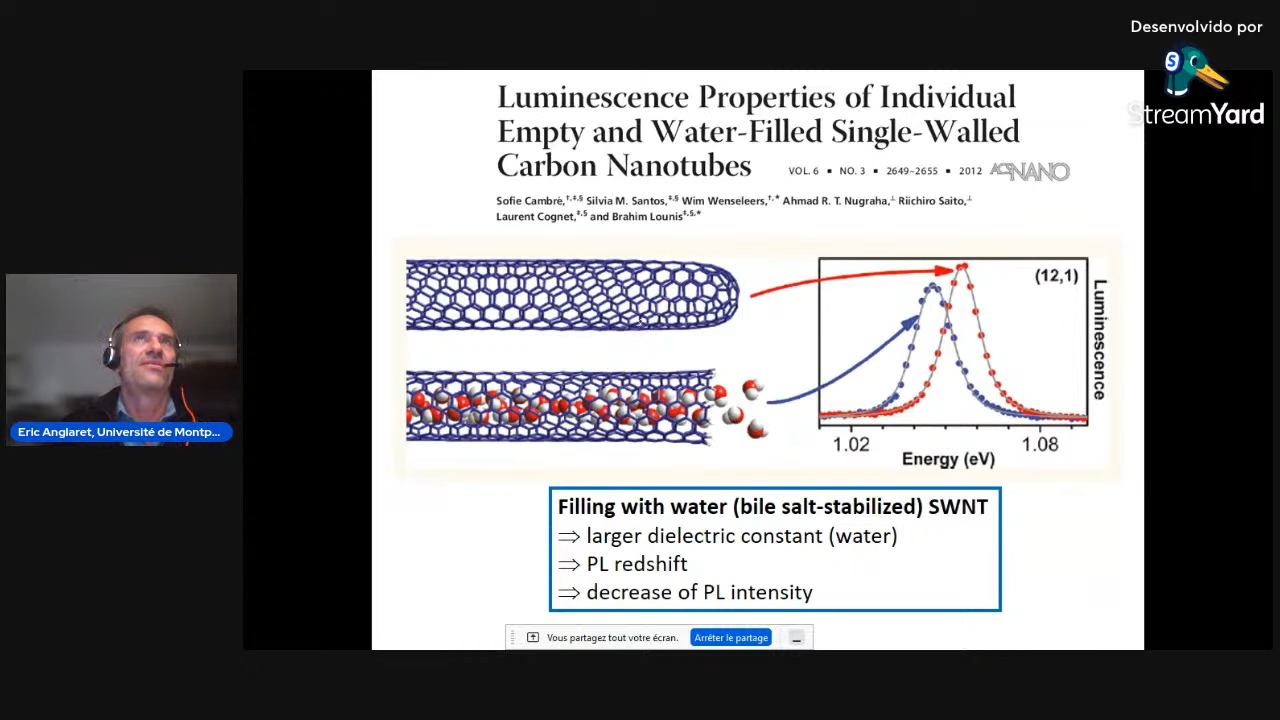 Desenvolvido por
StreamYard
Luminescence Properties of Individual
Empty and Water-Filled Single-Walled
Carbon Nanotubes
VOL. 6 ▪ NO. 3 ▪ 2649–2655 ▪ 2012 ACSNANO
Sofie Cambré,†,‡,§ Silvia M. Santos,‡,§ Wim Wenseleers,†,* Ahmad R. T. Nugraha,⊥ Riichiro Saito,⊥
Laurent Cognet,‡,§ and Brahim Lounis‡,§,*
(12,1)
Luminescence
1.02 1.08
Energy (eV)
Eric Anglaret, Université de Montp...
Filling with water (bile salt-stabilized) SWNT
⇒ larger dielectric constant (water)
⇒ PL redshift
⇒ decrease of PL intensity
Vous partagez tout votre écran. Arrêter le partage